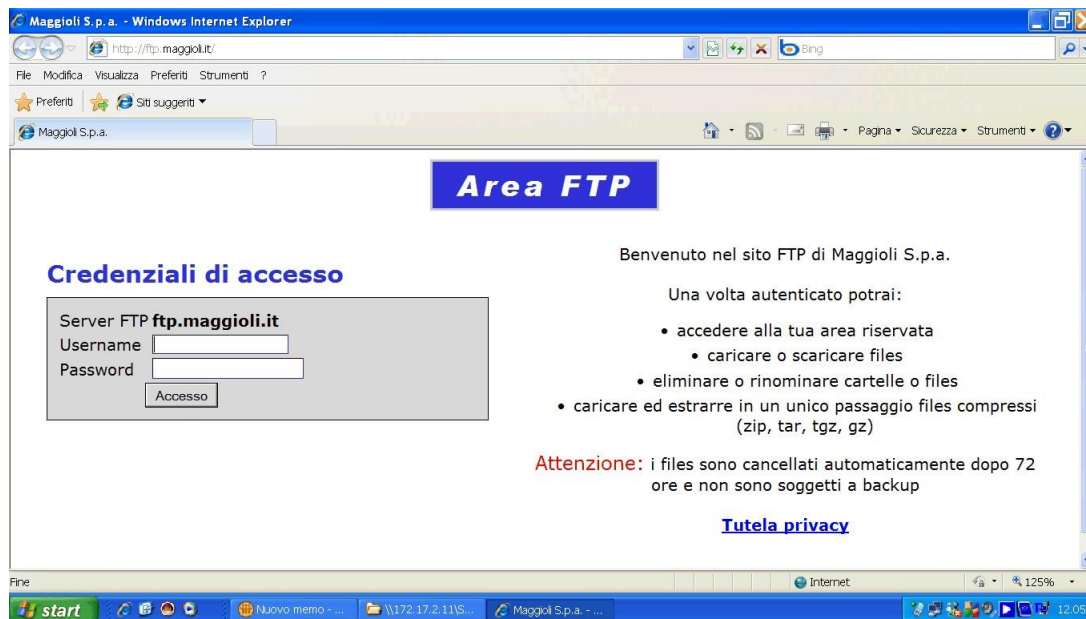 Maggioli S.p.a. - Windows Internet Explorer
http://ftp.maggioli.it/
Bing
File Modifica Visualizza Preferiti Strumenti ?
Preferiti Siti suggeriti
Maggioli S.p.a.
Pagina Sicurezza Strumenti
Area FTP
Credenziali di accesso
Server FTP ftp.maggioli.it
Username
Password
Accesso
Benvenuto nel sito FTP di Maggioli S.p.a.
Una volta autenticato potrai:
• accedere alla tua area riservata
• caricare o scaricare files
• eliminare o rinominare cartelle o files
• caricare ed estrarre in un unico passaggio files compressi
(zip, tar, tgz, gz)
Attenzione: i files sono cancellati automaticamente dopo 72
ore e non sono soggetti a backup
Tutela privacy
Fine
Internet
125%
start
Nuovo memo - ...
\\172.17.2.11\S...
Maggioli S.p.a. - ...
12.05